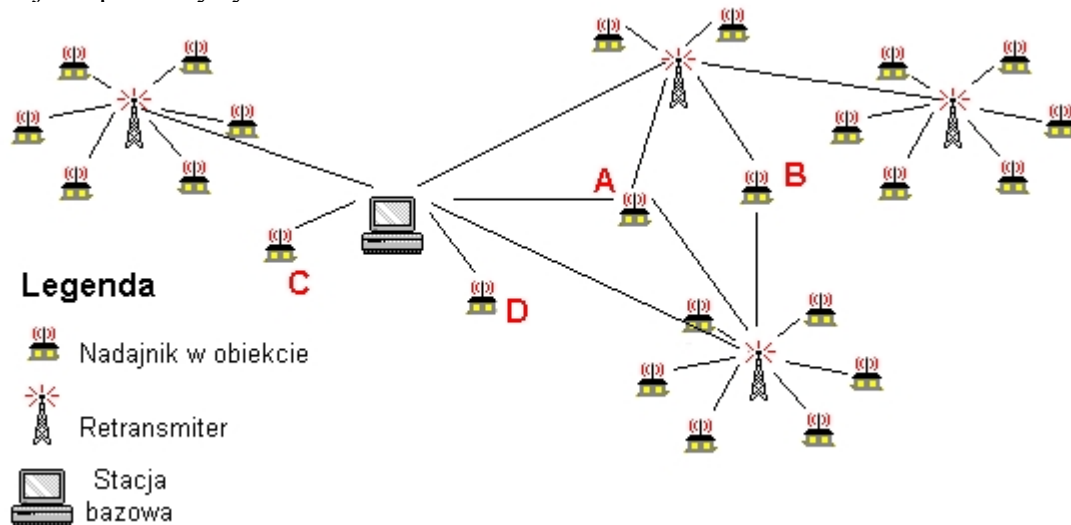 A
B
C
D
Legenda
Nadajnik w obiekcie
Retransmiter
Stacja
bazowa